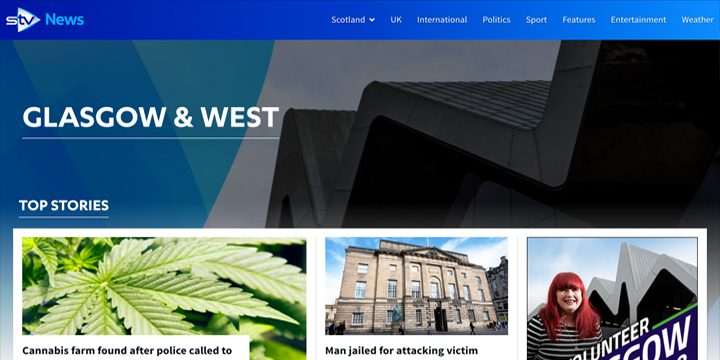 stv News
Scotland UK International Politics Sport Features Entertainment Weather
GLASGOW & WEST
TOP STORIES
VOLUNTEER
GLASGOW
Cannabis farm found after police called to
Man jailed for attacking victim